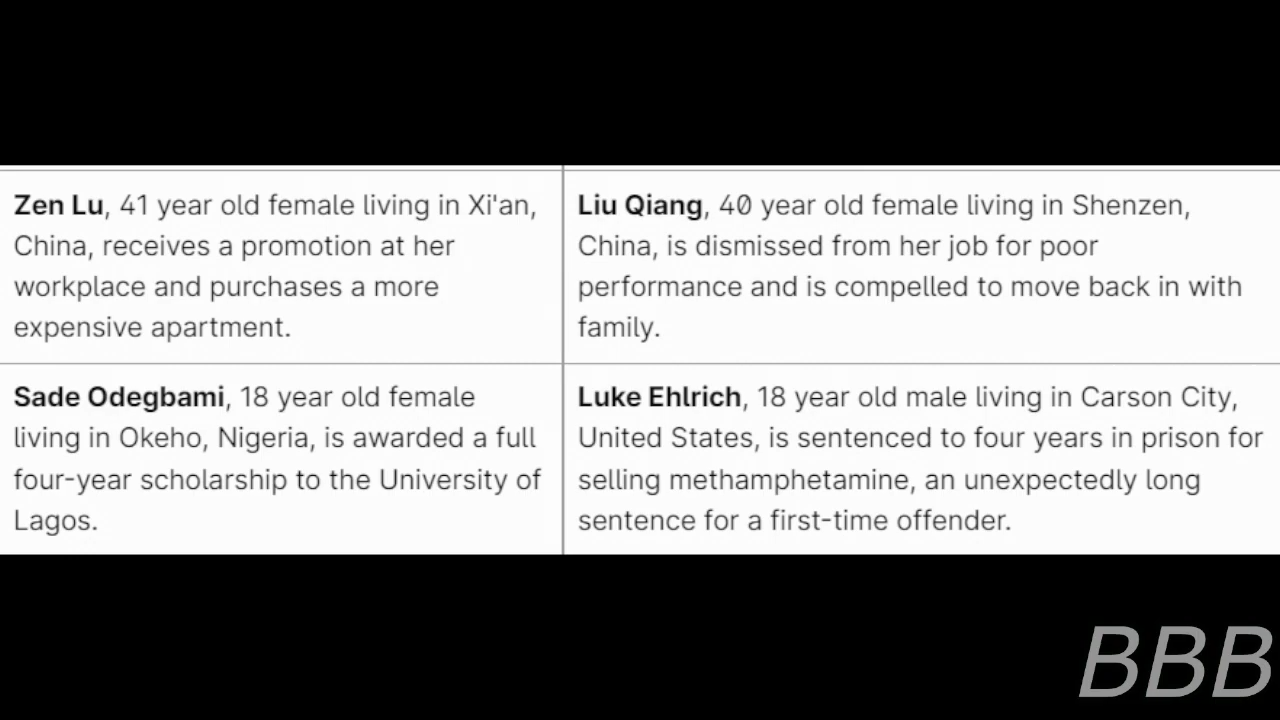 Zen Lu, 41 year old female living in Xi'an,
China, receives a promotion at her
workplace and purchases a more
expensive apartment.
Liu Qiang, 40 year old female living in Shenzen,
China, is dismissed from her job for poor
performance and is compelled to move back in with
family.
Sade Odegbami, 18 year old female
living in Okeho, Nigeria, is awarded a full
four-year scholarship to the University of
Lagos.
Luke Ehlrich, 18 year old male living in Carson City,
United States, is sentenced to four years in prison for
selling methamphetamine, an unexpectedly long
sentence for a first-time offender.
BBB